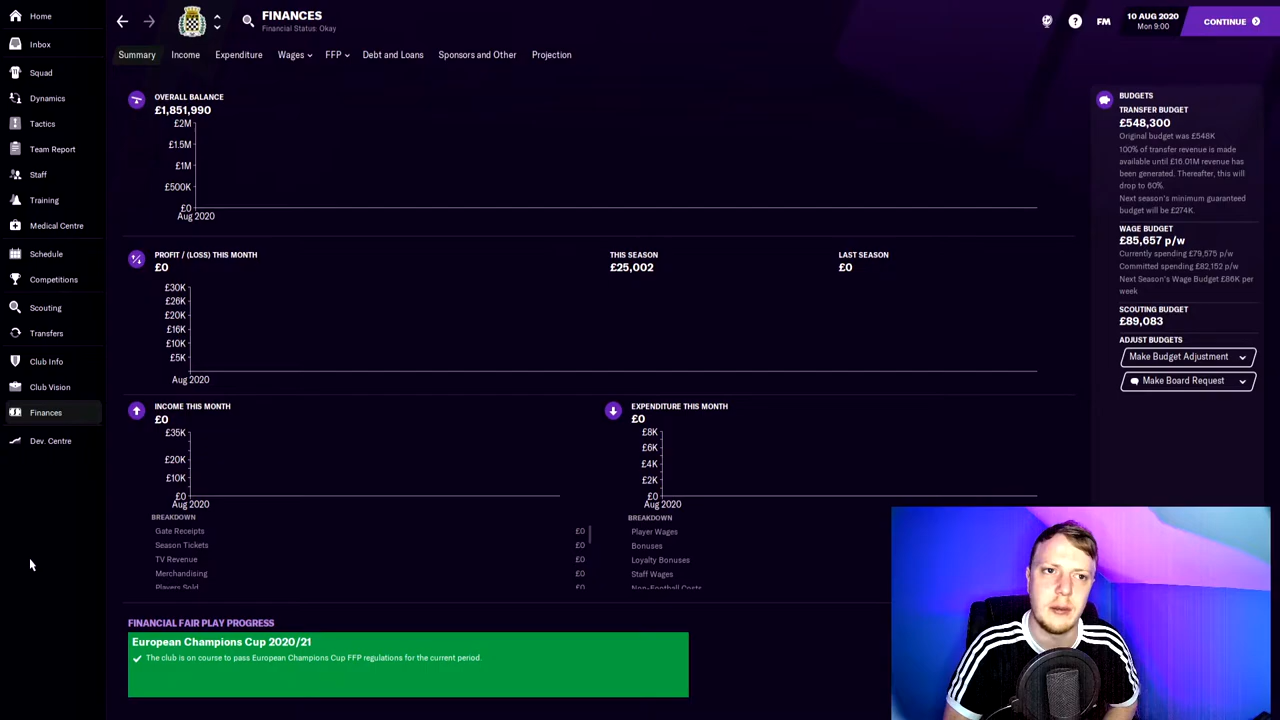 Home
Inbox
Squad
Dynamics
Tactics
Team Report
Staff
Training
Medical Centre
Schedule
Competitions
Scouting
Transfers
Club Info
Club Vision
Finances
Dev. Centre
FINANCES
Financial Status: Okay
?
FM
10 AUG 2020
Mon 9:00
CONTINUE
Summary
Income
Expenditure
Wages
FFP
Debt and Loans
Sponsors and Other
Projection
OVERALL BALANCE
£1,851,990
£2M
£1.5M
£1M
£500K
£0
Aug 2020
PROFIT / (LOSS) THIS MONTH
£0
THIS SEASON
£25,002
LAST SEASON
£0
£30K
£26K
£20K
£16K
£10K
£5K
Aug 2020
INCOME THIS MONTH
£0
£35K
£20K
£10K
£0
Aug 2020
BREAKDOWN
Gate Receipts £0
Season Tickets £0
TV Revenue £0
Merchandising £0
Players Sold £0
EXPENDITURE THIS MONTH
£0
£8K
£6K
£4K
£2K
£0
Aug 2020
BREAKDOWN
Player Wages
Bonuses
Loyalty Bonuses
Staff Wages
Non-Football Costs
FINANCIAL FAIR PLAY PROGRESS
European Champions Cup 2020/21
The club is on course to pass European Champions Cup FFP regulations for the current period.
BUDGETS
TRANSFER BUDGET
£548,300
Original budget was £548K
100% of transfer revenue is made
available until £16.01M revenue has
been generated. Thereafter, this will
drop to 60%.
Next season's minimum guaranteed
budget will be £274K.
WAGE BUDGET
£85,657 p/w
Currently spending £79,575 p/w
Committed spending £82,152 p/w
Next Season's Wage Budget £86K per
week
SCOUTING BUDGET
£89,083
ADJUST BUDGETS
Make Budget Adjustment
Make Board Request